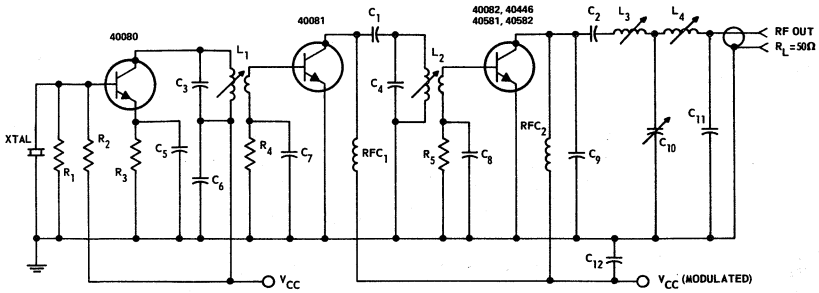 40080
40081
40082, 40446
40581, 40582
C1
C2
L3
L4
RF OUT
RL=50Ω
L1
C3
C4
L2
XTAL
R1
R2
R3
C5
C6
R4
C7
RFC1
R5
C8
RFC2
C9
C10
C11
C12
VCC
VCC (MODULATED)